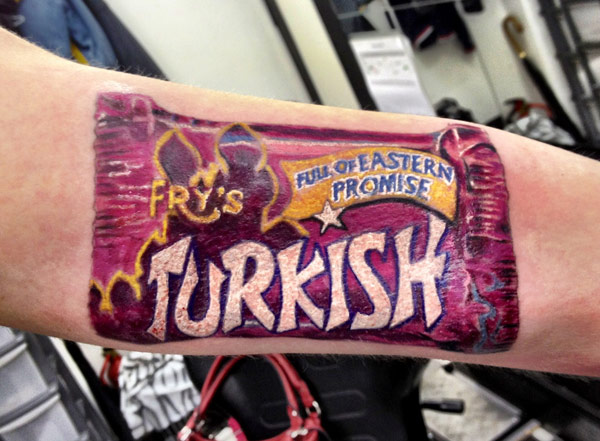 FRY'S
FULL OF EASTERN
PROMISE
TURKISH